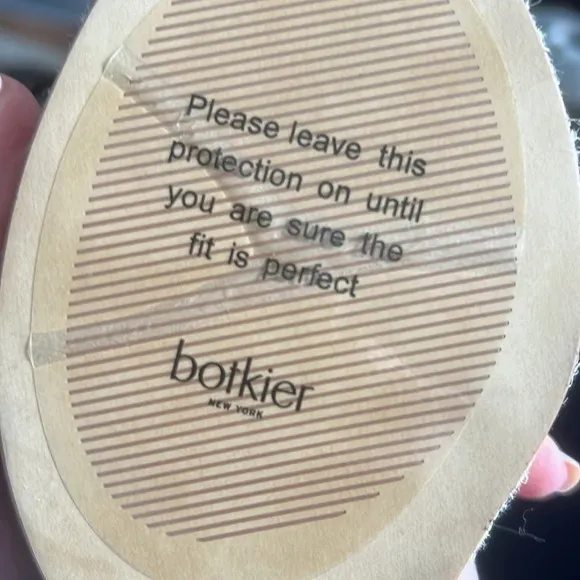 Please leave this
protection on until
you are sure the
fit is perfect
botkier
NEW YORK